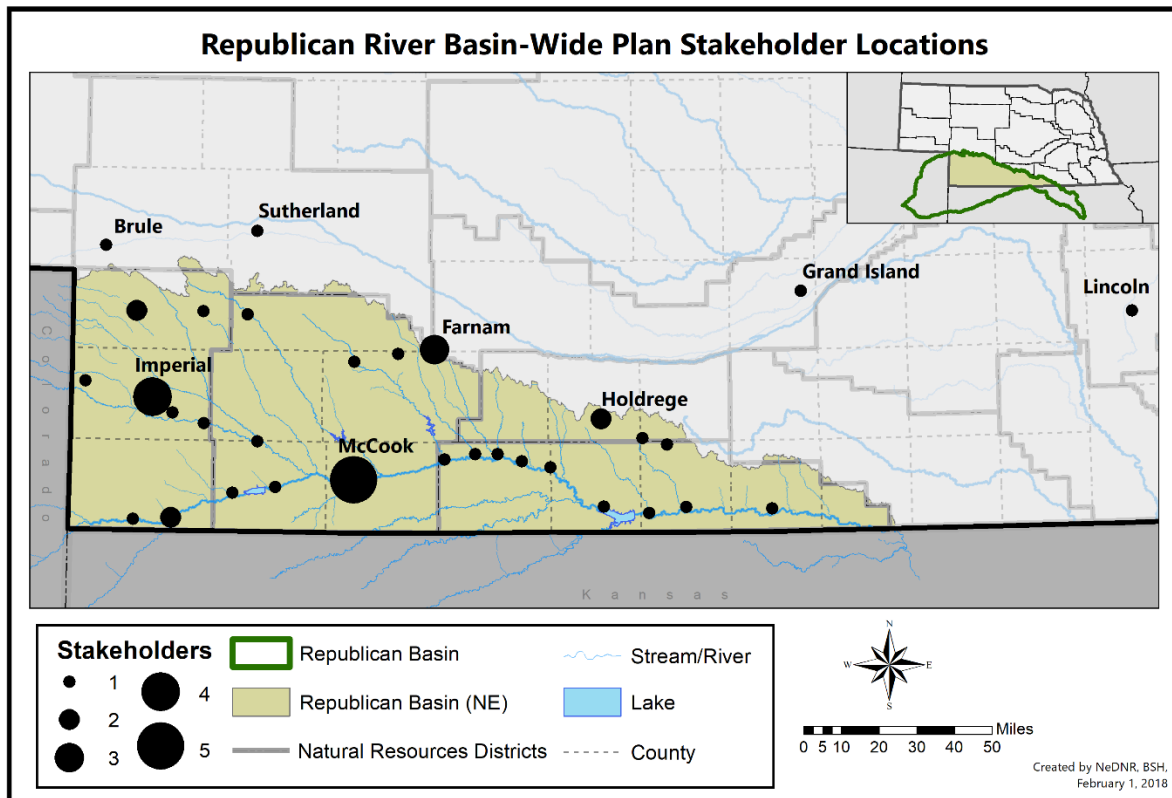 Republican River Basin-Wide Plan Stakeholder Locations
Brule
Sutherland
Grand Island
Lincoln
Farnam
Imperial
Holdrege
McCook
Colorado
Kansas
Stakeholders
1
2
3
4
5
Republican Basin
Republican Basin (NE)
Natural Resources Districts
Stream/River
Lake
County
N
W E
S
Miles
0 5 10 20 30 40 50
Created by NeDNR, BSH,
February 1, 2018